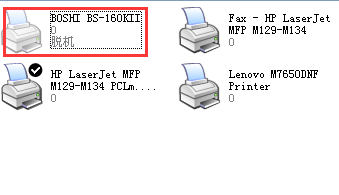 BOSHI BS-160KII
0
脱机
Fax - HP LaserJet
MFP M129-M134
0
HP LaserJet MFP
M129-M134 PCLm....
0
Lenovo M7650DNF
Printer
0